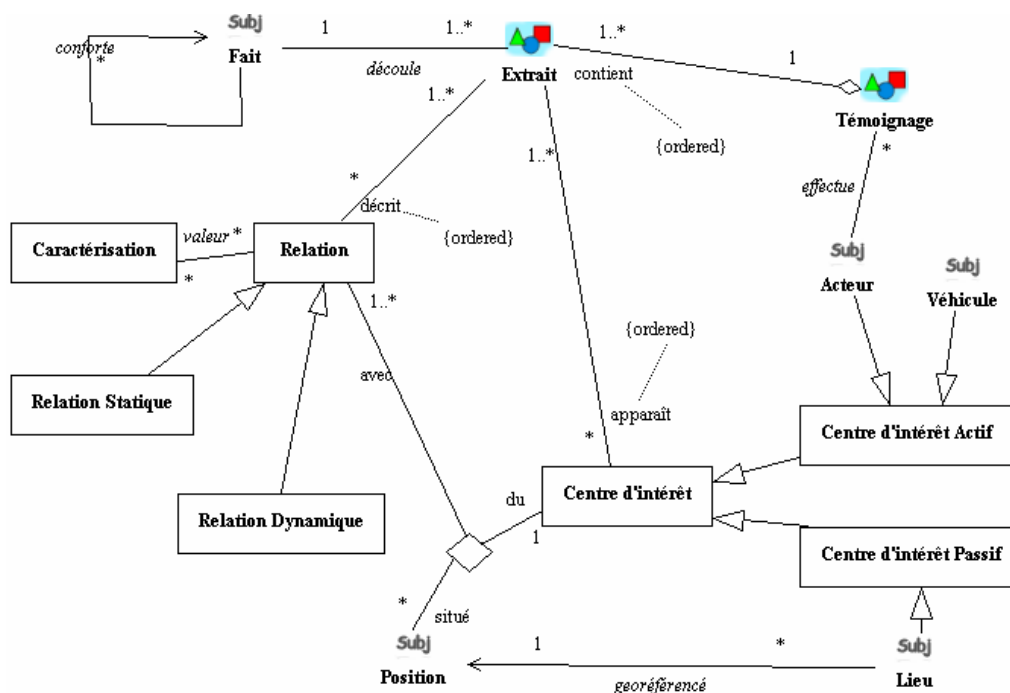 Subj
1
1..*
1..*
conforte
*
Fait
découle
Extrait
contient
1
1..*
Témoignage
1..*
{ordered}
*
effectue
*
décrit
{ordered}
Caractérisation
valeur *
*
Relation
Subj
Acteur
Subj
Véhicule
1..*
{ordered}
avec
Relation Statique
apparaît
*
Centre d'intérêt Actif
Centre d'intérêt
du
1
Relation Dynamique
Centre d'intérêt Passif
*
situé
Subj
Position
1
*
georéférencé
Subj
Lieu